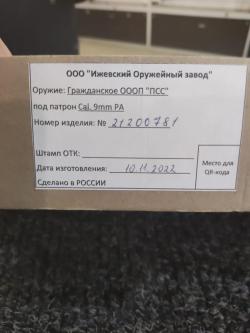 ООО "Ижевский Оружейный завод"
Оружие: Гражданское ОООП "ПСС"
под патрон Cal. 9mm PA
Номер изделия: № 21200781
Штамп ОТК:
Дата изготовления: 10.11.2022
Сделано в РОССИИ
Место для
QR-кода